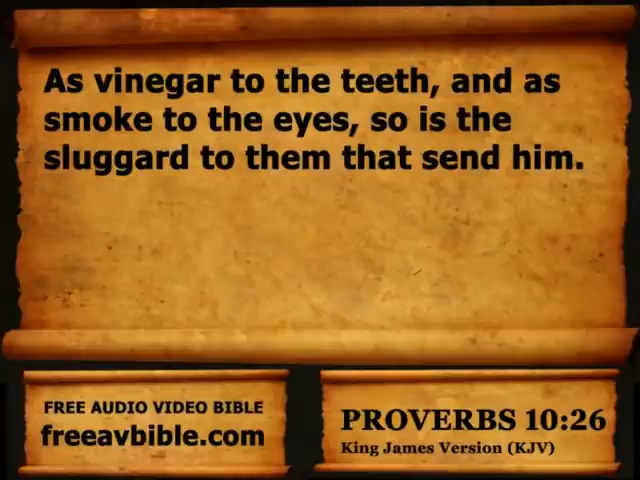 As vinegar to the teeth, and as
smoke to the eyes, so is the
sluggard to them that send him.
FREE AUDIO VIDEO BIBLE
freeavbible.com
PROVERBS 10:26
King James Version (KJV)